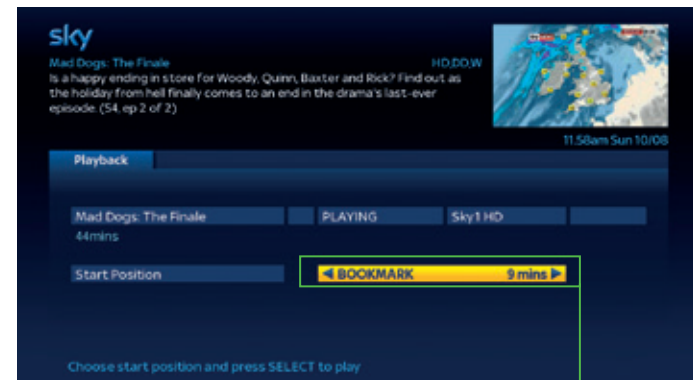 sky
Mad Dogs: The Finale HD,DD,W
Is a happy ending in store for Woody, Quinn, Baxter and Rick? Find out as
the holiday from hell finally comes to an end in the drama's last-ever
episode. (S4, ep 2 of 2)
11.58am Sun 10/08
Playback
Mad Dogs: The Finale PLAYING Sky1 HD
44mins
Start Position ◀ BOOKMARK 9 mins ▶
Choose start position and press SELECT to play